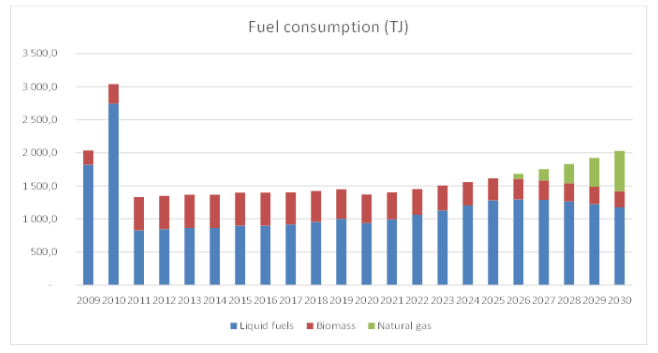 Fuel consumption (TJ)
3 500,0
3 000,0
2 500,0
2 000,0
1 500,0
1 000,0
500,0
-
2009 2010 2011 2012 2013 2014 2015 2016 2017 2018 2019 2020 2021 2022 2023 2024 2025 2026 2027 2028 2029 2030
Liquid fuels Biomass Natural gas